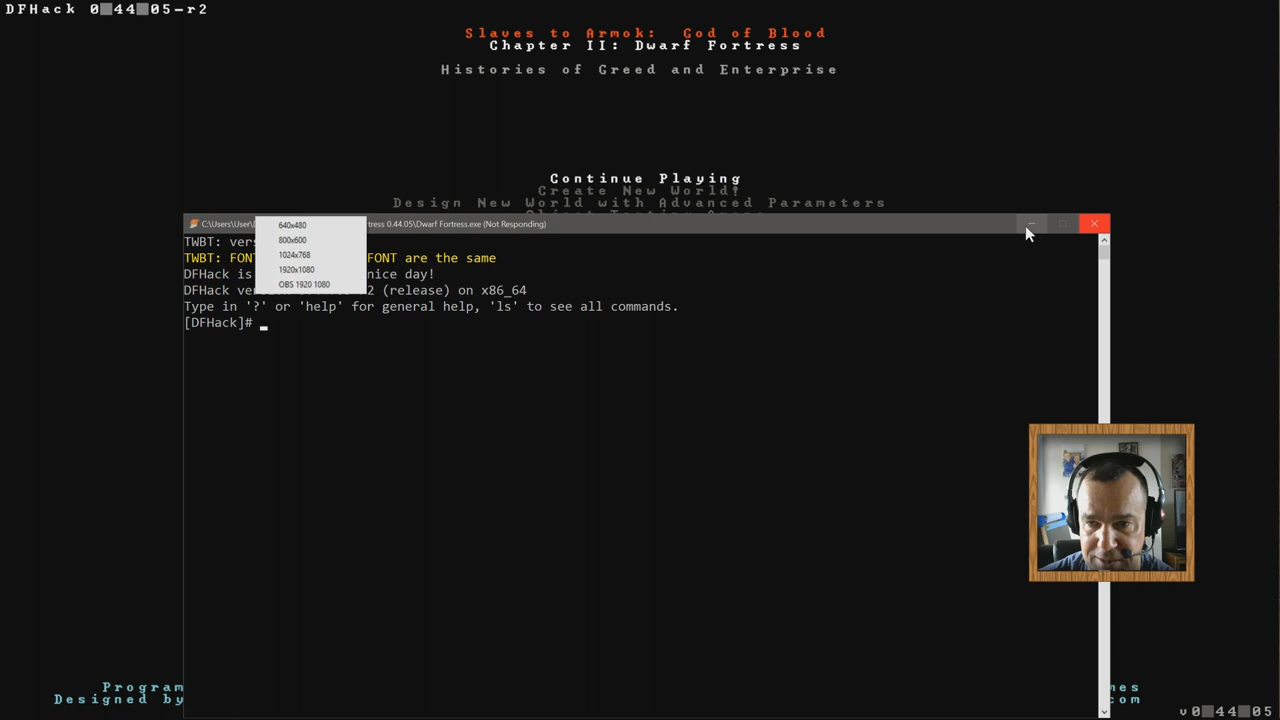 DFHack 0 44 05-r2
Slaves to Armok: God of Blood
Chapter II: Dwarf Fortress
Histories of Greed and Enterprise
Continue Playing
Create New World!
Design New World with Advanced Parameters
C:\Users\User\ tress 0.44.05\Dwarf Fortress.exe (Not Responding)
640x480
800x600
1024x768
1920x1080
OBS 1920 1080
TWBT: vers
TWBT: FONT FONT are the same
DFHack is nice day!
DFHack ver 2 (release) on x86_64
Type in '?' or 'help' for general help, 'ls' to see all commands.
[DFHack]#
Program mes
Designed by com
v0 44 05